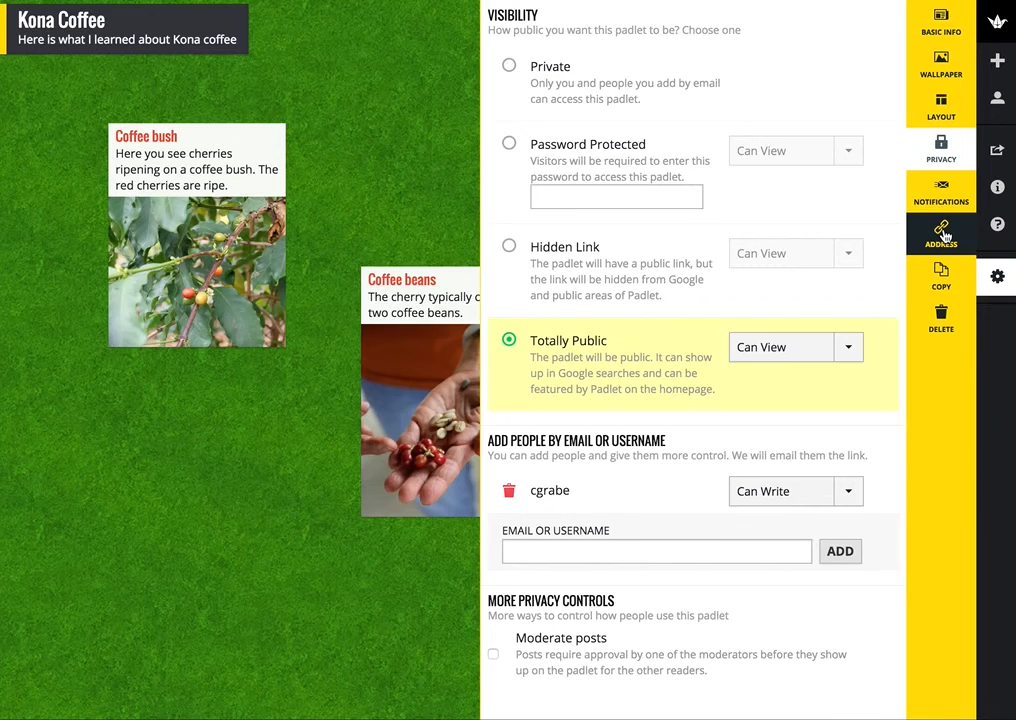 Kona Coffee
Here is what I learned about Kona coffee
Coffee bush
Here you see cherries
ripening on a coffee bush. The
red cherries are ripe.
Coffee beans
The cherry typically c
two coffee beans.
VISIBILITY
How public you want this padlet to be? Choose one
Private
Only you and people you add by email
can access this padlet.
Password Protected
Can View
Visitors will be required to enter this
password to access this padlet.
Hidden Link
Can View
The padlet will have a public link, but
the link will be hidden from Google
and public areas of Padlet.
Totally Public
Can View
The padlet will be public. It can show
up in Google searches and can be
featured by Padlet on the homepage.
ADD PEOPLE BY EMAIL OR USERNAME
You can add people and give them more control. We will email them the link.
cgrabe
Can Write
EMAIL OR USERNAME
ADD
MORE PRIVACY CONTROLS
More ways to control how people use this padlet
Moderate posts
Posts require approval by one of the moderators before they show
up on the padlet for the other readers.
BASIC INFO
WALLPAPER
LAYOUT
PRIVACY
NOTIFICATIONS
ADDRESS
COPY
DELETE